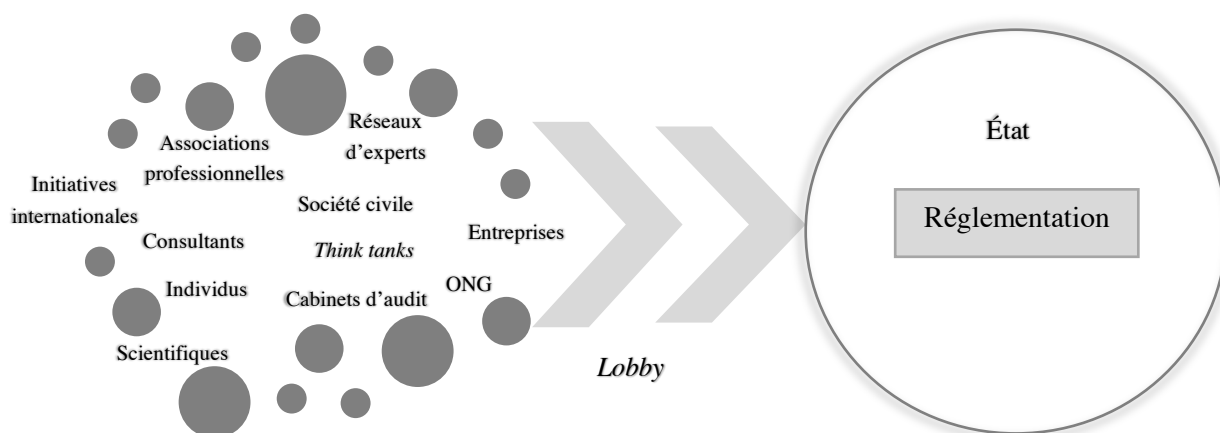 Réseaux
d’experts
Associations
professionnelles
Initiatives
internationales
Société civile
Consultants
Entreprises
Think tanks
Individus
Cabinets d’audit
ONG
Scientifiques
Lobby
État
Réglementation